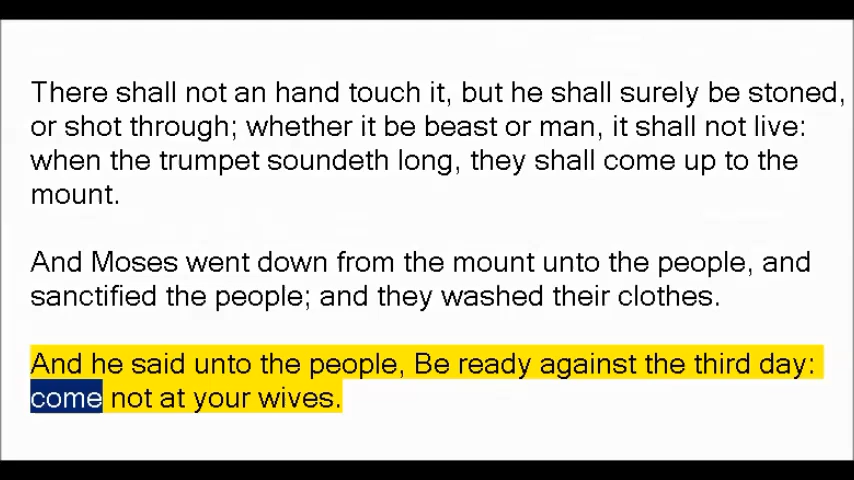 There shall not an hand touch it, but he shall surely be stoned,
or shot through; whether it be beast or man, it shall not live:
when the trumpet soundeth long, they shall come up to the
mount.
And Moses went down from the mount unto the people, and
sanctified the people; and they washed their clothes.
And he said unto the people, Be ready against the third day:
come not at your wives.